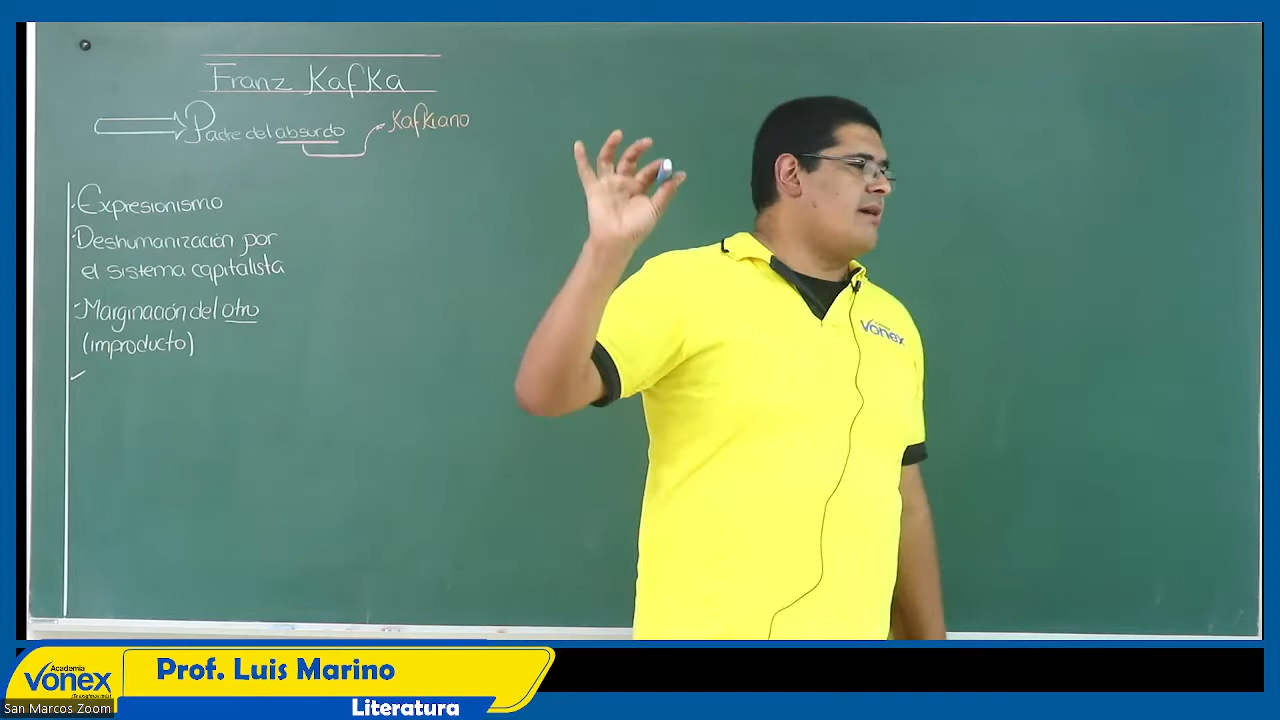 Franz Kafka
Padre del absurdo
Kafkiano
· Expresionismo
· Deshumanización por
el sistema capitalista
· Marginación del otro
(improducto)
Vonex
Academia
vonex
San Marcos Zoom
Prof. Luis Marino
Literatura